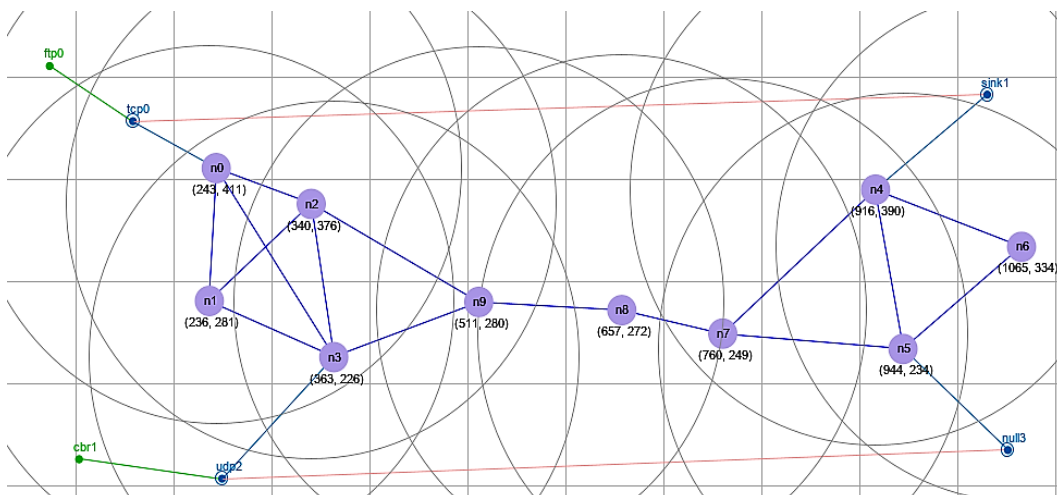 ftp0
sink1
tcp0
n0
(243, 411)
n4
(916, 390)
n2
(340, 376)
n6
(1065, 334)
n1
(236, 281)
n9
(511, 280)
n8
(657, 272)
n7
(760, 249)
n5
(944, 234)
n3
(363, 226)
null3
cbr1
udp2